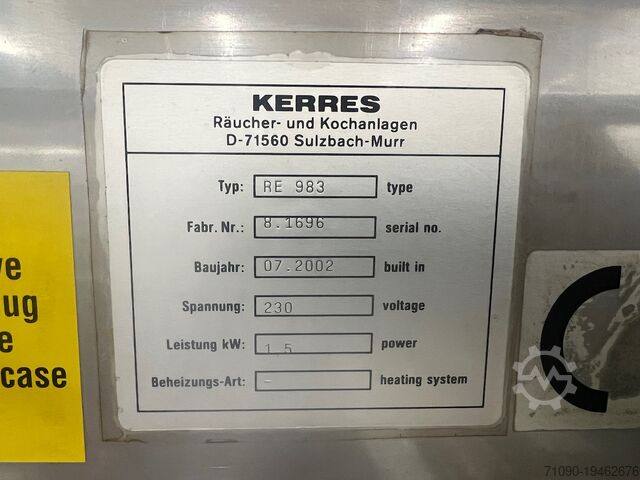 KERRES
Räucher- und Kochanlagen
D-71560 Sulzbach-Murr
Typ: RE 983 type
Fabr. Nr.: 8.1696 serial no.
Baujahr: 07.2002 built in
Spannung: 230 voltage
Leistung kW: 1,5 power
Beheizungs-Art: - heating system
ug
e
case
71090-19462676